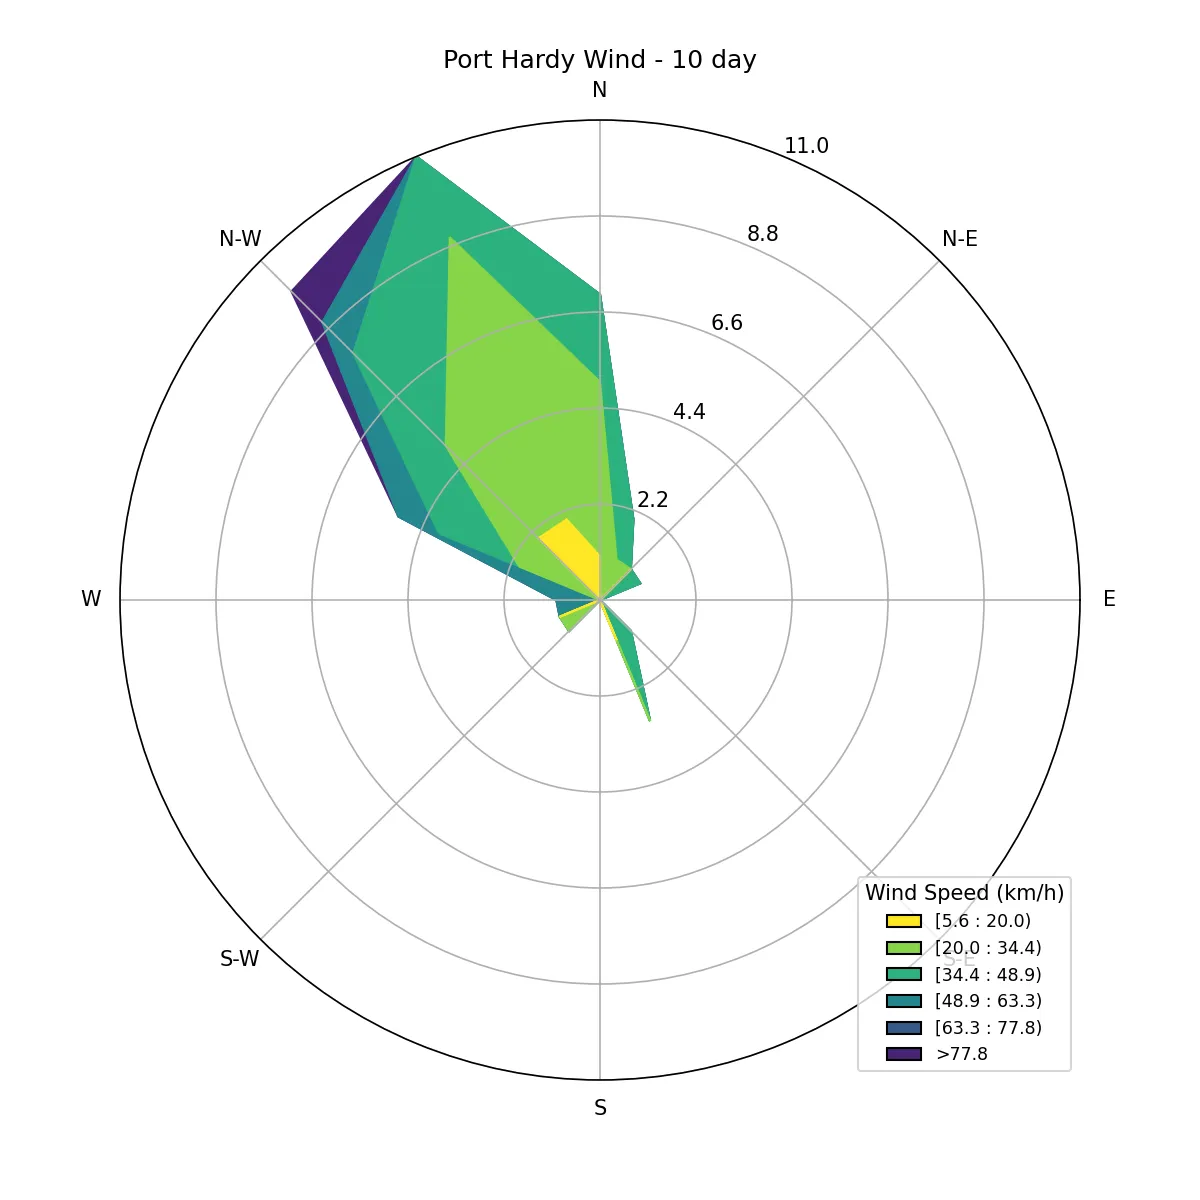 Port Hardy Wind - 10 day
N
11.0
8.8
N-W
N-E
6.6
4.4
2.2
W
E
Wind Speed (km/h)
[5.6 : 20.0)
[20.0 : 34.4)
S-W
S-E
[34.4 : 48.9)
[48.9 : 63.3)
[63.3 : 77.8)
>77.8
S